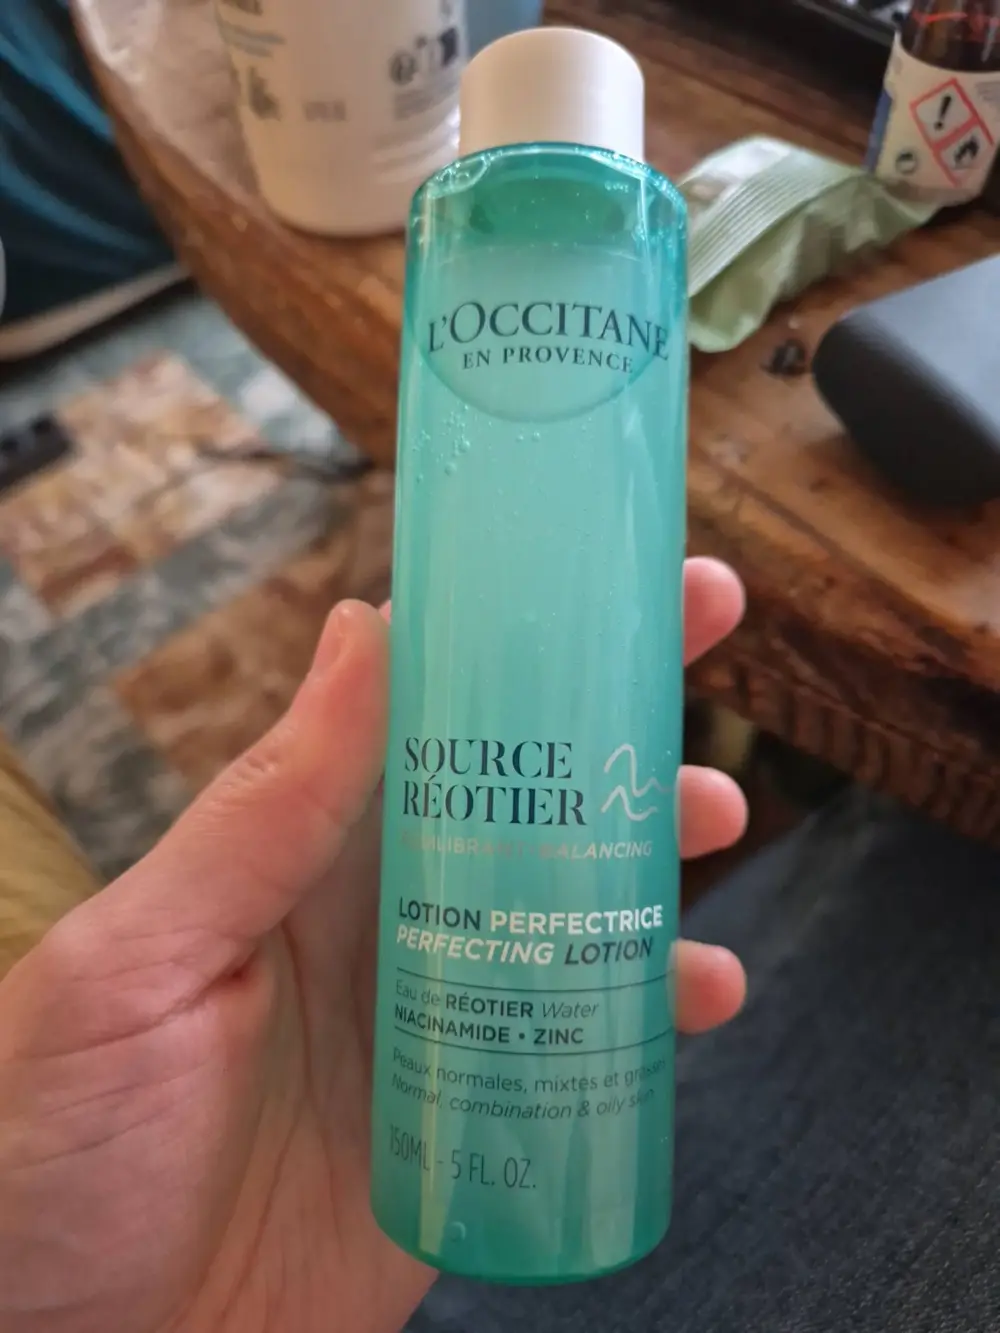 L'OCCITANE
EN PROVENCE
SOURCE
RÉOTIER
ÉQUILIBRANT - BALANCING
LOTION PERFECTRICE
PERFECTING LOTION
Eau de RÉOTIER Water
NIACINAMIDE • ZINC
Peaux normales, mixtes et grasses
Normal, combination & oily skin
150ML - 5 FL. OZ.